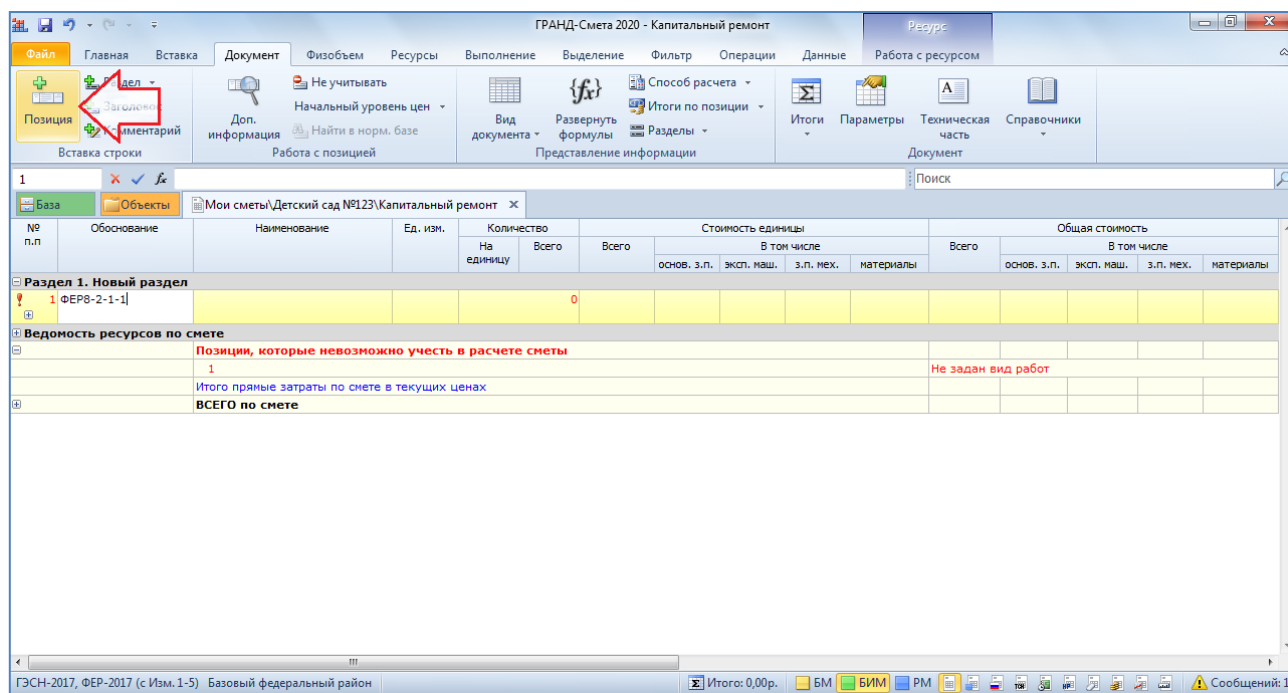 ГРАНД-Смета 2020 - Капитальный ремонт
Ресурс
Файл Главная Вставка Документ Физобъем Ресурсы Выполнение Выделение Фильтр Операции Данные Работа с ресурсом
Позиция
Раздел
Заголовок
Комментарий
Вставка строки
Доп. информация
Не учитывать
Начальный уровень цен
Найти в норм. базе
Работа с позицией
Вид документа
Развернуть формулы
Способ расчета
Итоги по позиции
Разделы
Представление информации
Итоги
Параметры
Техническая часть
Справочники
Документ
1 fx Поиск
База Объекты Мои сметы\Детский сад №123\Капитальный ремонт
№ п.п Обоснование Наименование Ед. изм. Количество Стоимость единицы Общая стоимость
На единицу Всего Всего В том числе Всего В том числе
основ. з.п. эксп. маш. з.п. мех. материалы основ. з.п. эксп. маш. з.п. мех. материалы
Раздел 1. Новый раздел
1 ФЕР8-2-1-1 0
Ведомость ресурсов по смете
Позиции, которые невозможно учесть в расчете сметы
1 Не задан вид работ
Итого прямые затраты по смете в текущих ценах
ВСЕГО по смете
ГЭСН-2017, ФЕР-2017 (с Изм. 1-5) Базовый федеральный район Σ Итого: 0,00р. БМ БИМ РМ Сообщений:1